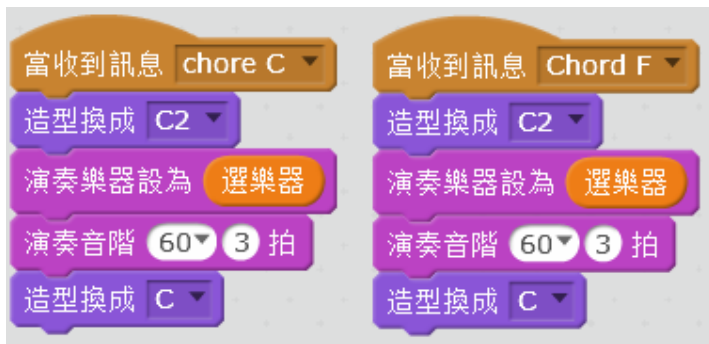 當收到訊息 chore C
造型換成 C2
演奏樂器設為 選樂器
演奏音階 60 3 拍
造型換成 C
當收到訊息 Chord F
造型換成 C2
演奏樂器設為 選樂器
演奏音階 60 3 拍
造型換成 C